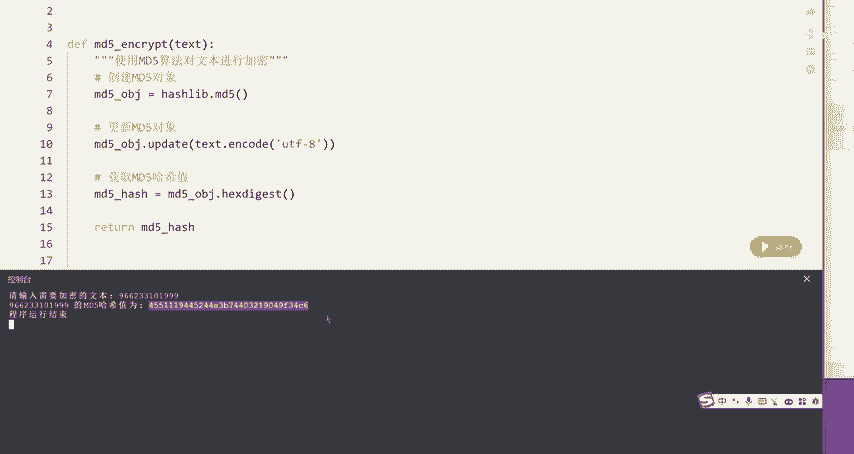 2
3
4 def md5_encrypt(text):
5 """使用MD5算法对文本进行加密"""
6 # 创建MD5对象
7 md5_obj = hashlib.md5()
8
9 # 更新MD5对象
10 md5_obj.update(text.encode('utf-8'))
11
12 # 获取MD5哈希值
13 md5_hash = md5_obj.hexdigest()
14
15 return md5_hash
16
17
运行
控制台
请输入需要加密的文本：966233101999
966233101999 的MD5哈希值为：4551119445244a3b74403219049f34c6
程序运行结束
中